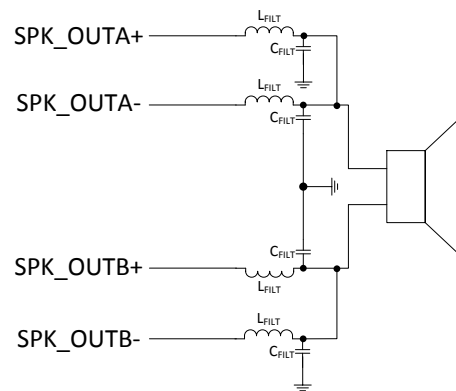 L_FILT
SPK_OUTA+
C_FILT
L_FILT
SPK_OUTA-
C_FILT
C_FILT
SPK_OUTB+
L_FILT
L_FILT
SPK_OUTB-
C_FILT